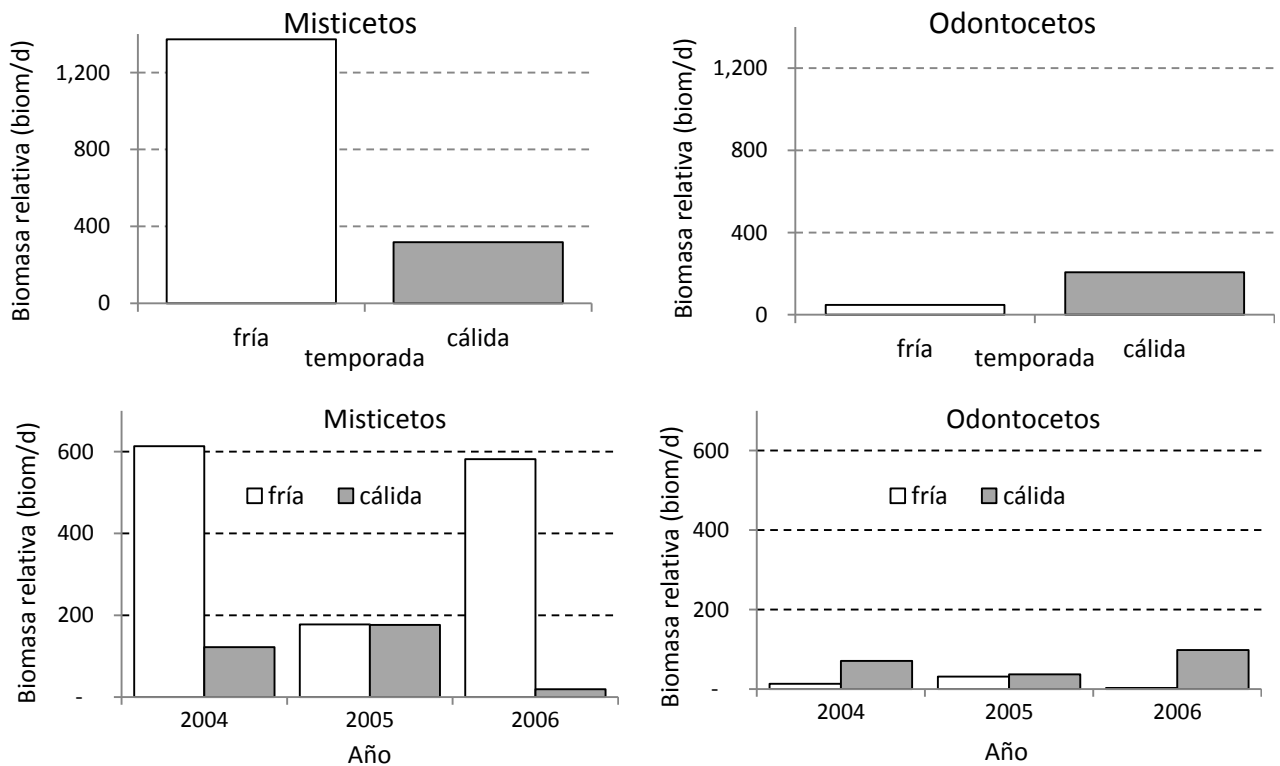 Misticetos
Biomasa relativa (biom/d)
1,200
800
400
0
fría
cálida
temporada
Odontocetos
Biomasa relativa (biom/d)
1,200
800
400
0
fría
temporada
cálida
Misticetos
Biomasa relativa (biom/d)
600
400
200
-
fría
cálida
2004
2005
2006
Año
Odontocetos
Biomasa relativa (biom/d)
600
400
200
-
fría
cálida
2004
2005
2006
Año